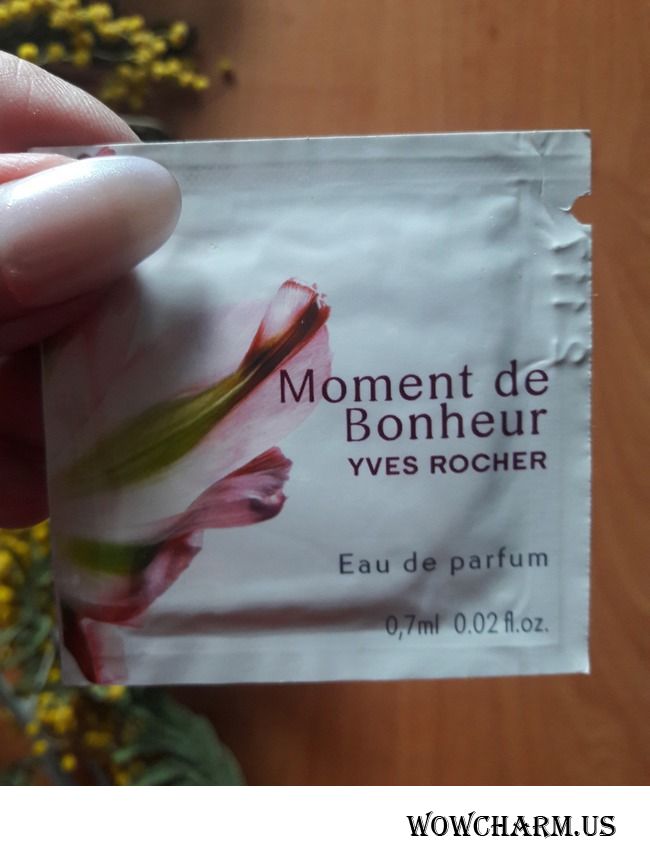 Moment de
Bonheur
YVES ROCHER
Eau de parfum
0,7ml 0.02 fl.oz.
WOWCHARM.US